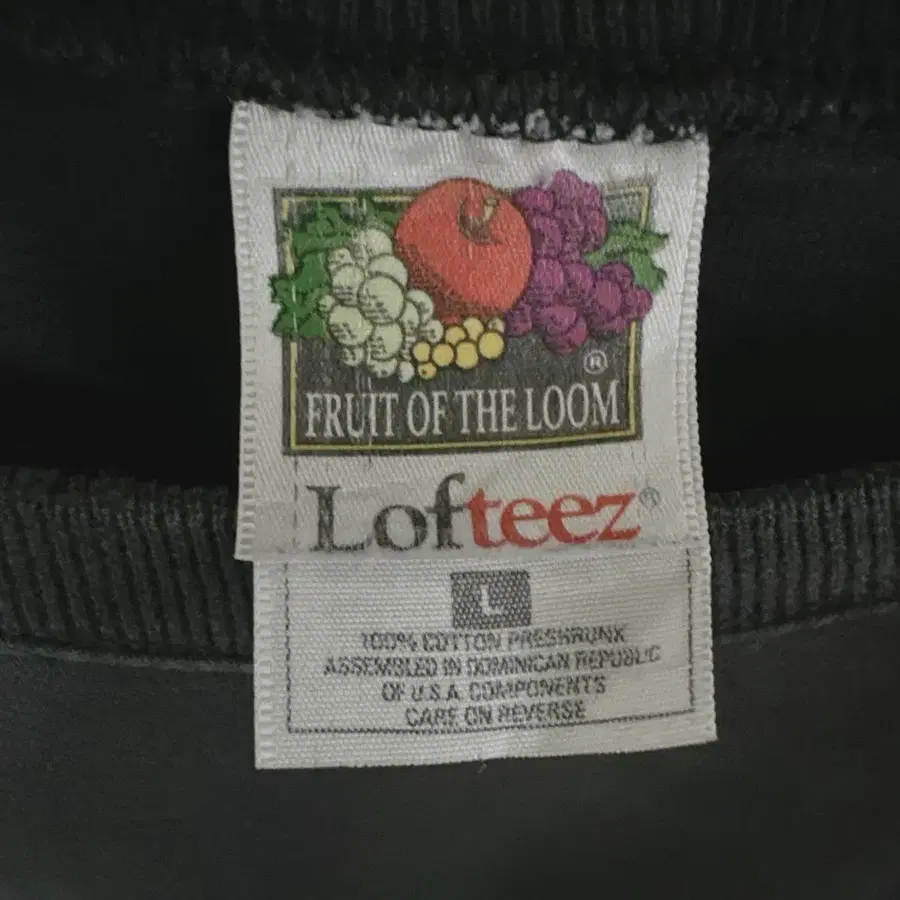 ®
FRUIT OF THE LOOM
Lofteez®
L
100% COTTON PRESHRUNK
ASSEMBLED IN DOMINICAN REPUBLIC
OF U.S.A. COMPONENTS
CARE ON REVERSE